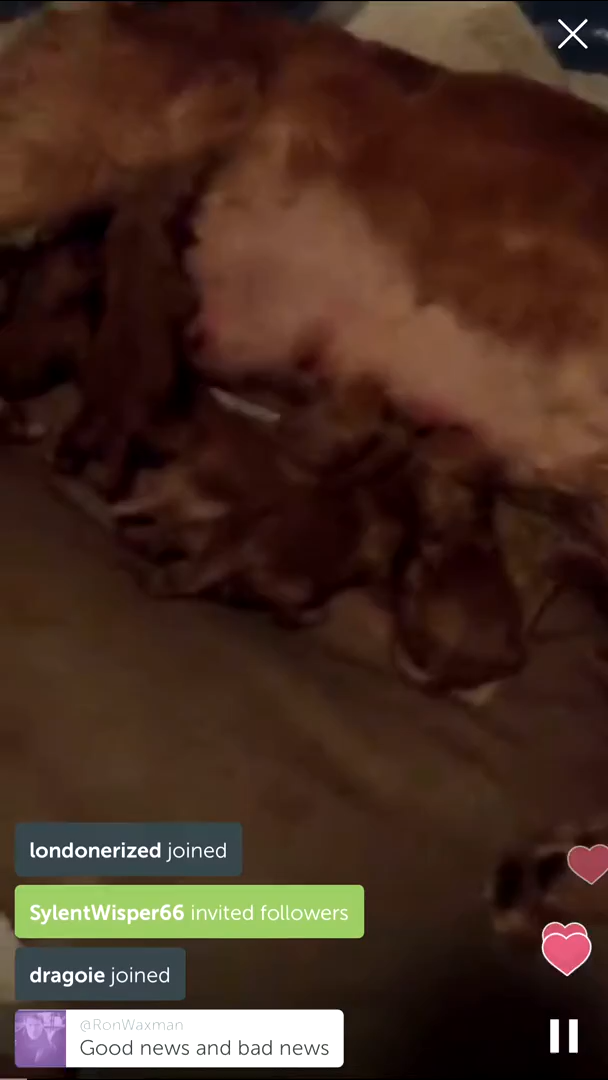 londonerized joined
SylentWisper66 invited followers
dragoie joined
@RonWaxman
Good news and bad news